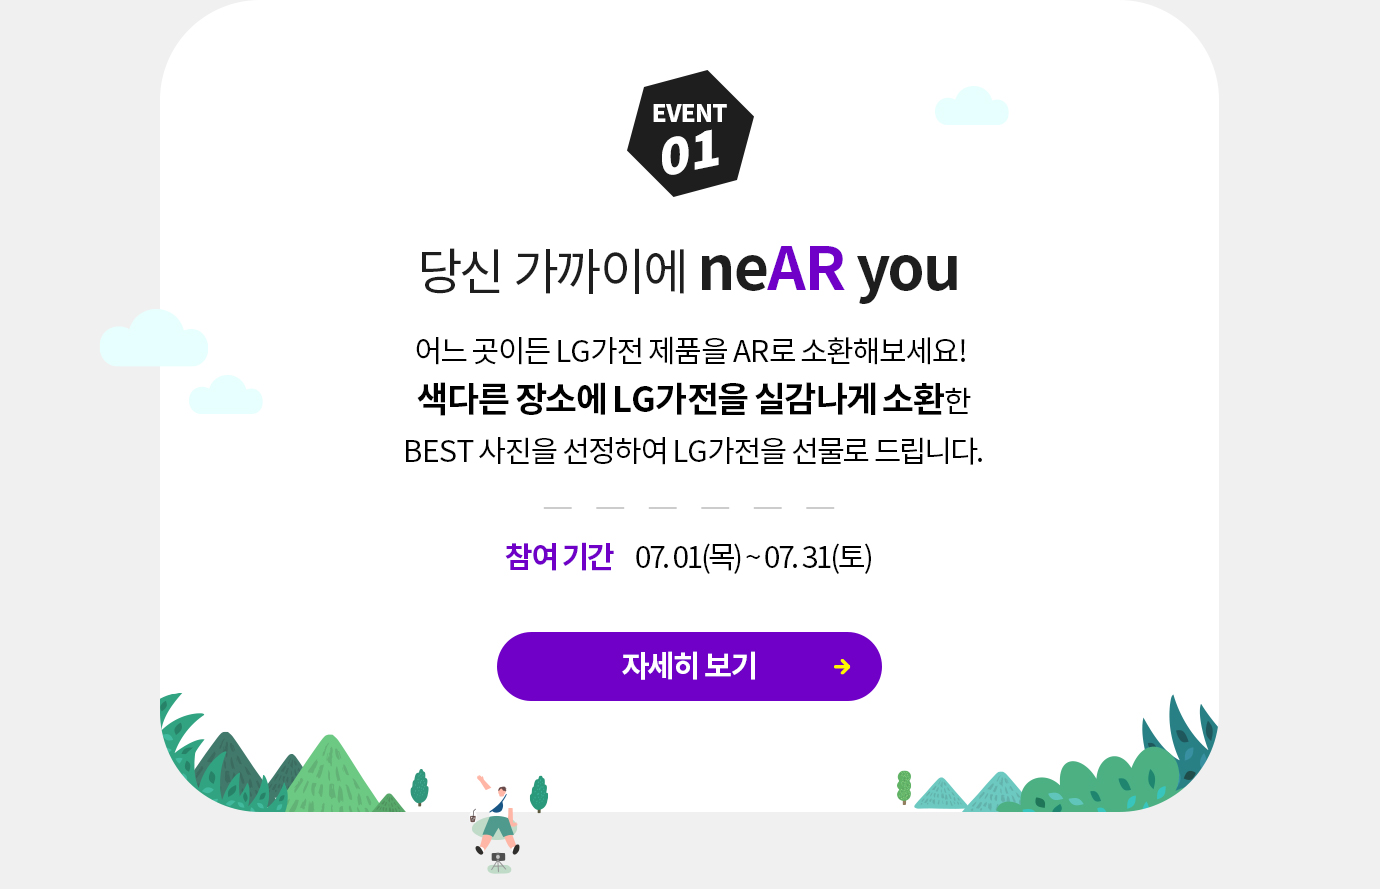 EVENT
01
당신 가까이에 neAR you
어느 곳이든 LG가전 제품을 AR로 소환해보세요!
색다른 장소에 LG가전을 실감나게 소환한
BEST 사진을 선정하여 LG가전을 선물로 드립니다.
참여 기간 07. 01(목) ~ 07. 31(토)
자세히 보기